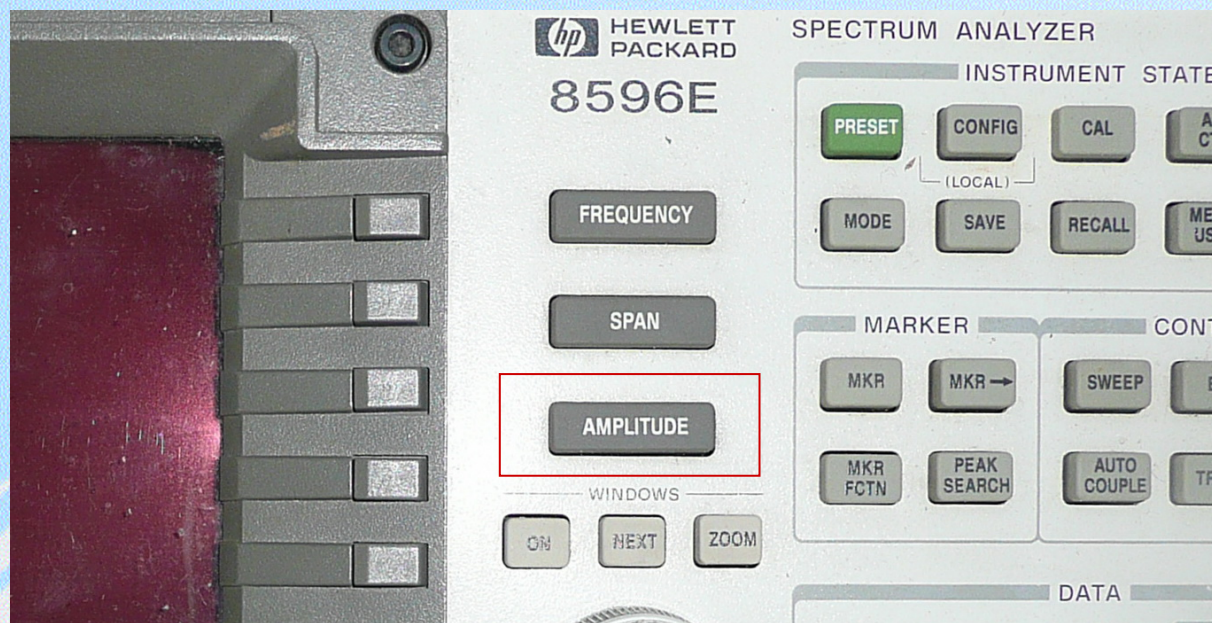 hp HEWLETT
PACKARD
8596E
SPECTRUM ANALYZER
INSTRUMENT STATE
PRESET
CONFIG
CAL
(LOCAL)
MODE
SAVE
RECALL
FREQUENCY
SPAN
AMPLITUDE
WINDOWS
ON
NEXT
ZOOM
MARKER
MKR
MKR →
MKR
FCTN
PEAK
SEARCH
SWEEP
AUTO
COUPLE
DATA